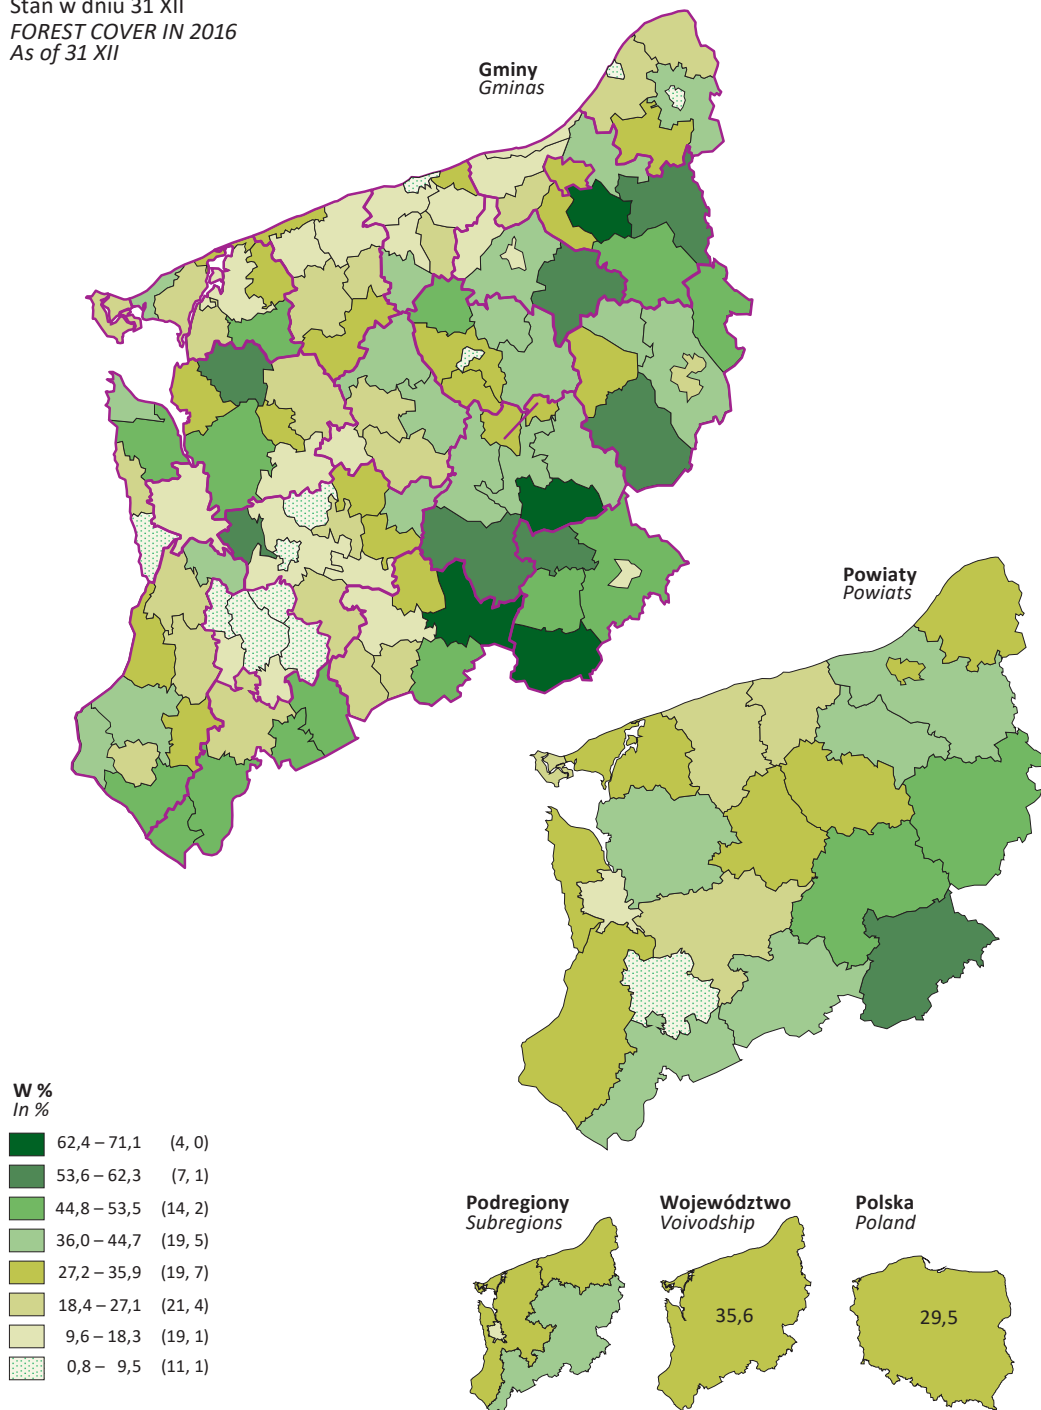 Stan w dniu 31 XII
FOREST COVER IN 2016
As of 31 XII
Gminy
Gminas
Powiaty
Powiats
W %
In %
62,4 – 71,1 (4, 0)
53,6 – 62,3 (7, 1)
44,8 – 53,5 (14, 2)
36,0 – 44,7 (19, 5)
27,2 – 35,9 (19, 7)
18,4 – 27,1 (21, 4)
9,6 – 18,3 (19, 1)
0,8 – 9,5 (11, 1)
Podregiony
Subregions
Województwo
Voivodship
35,6
Polska
Poland
29,5